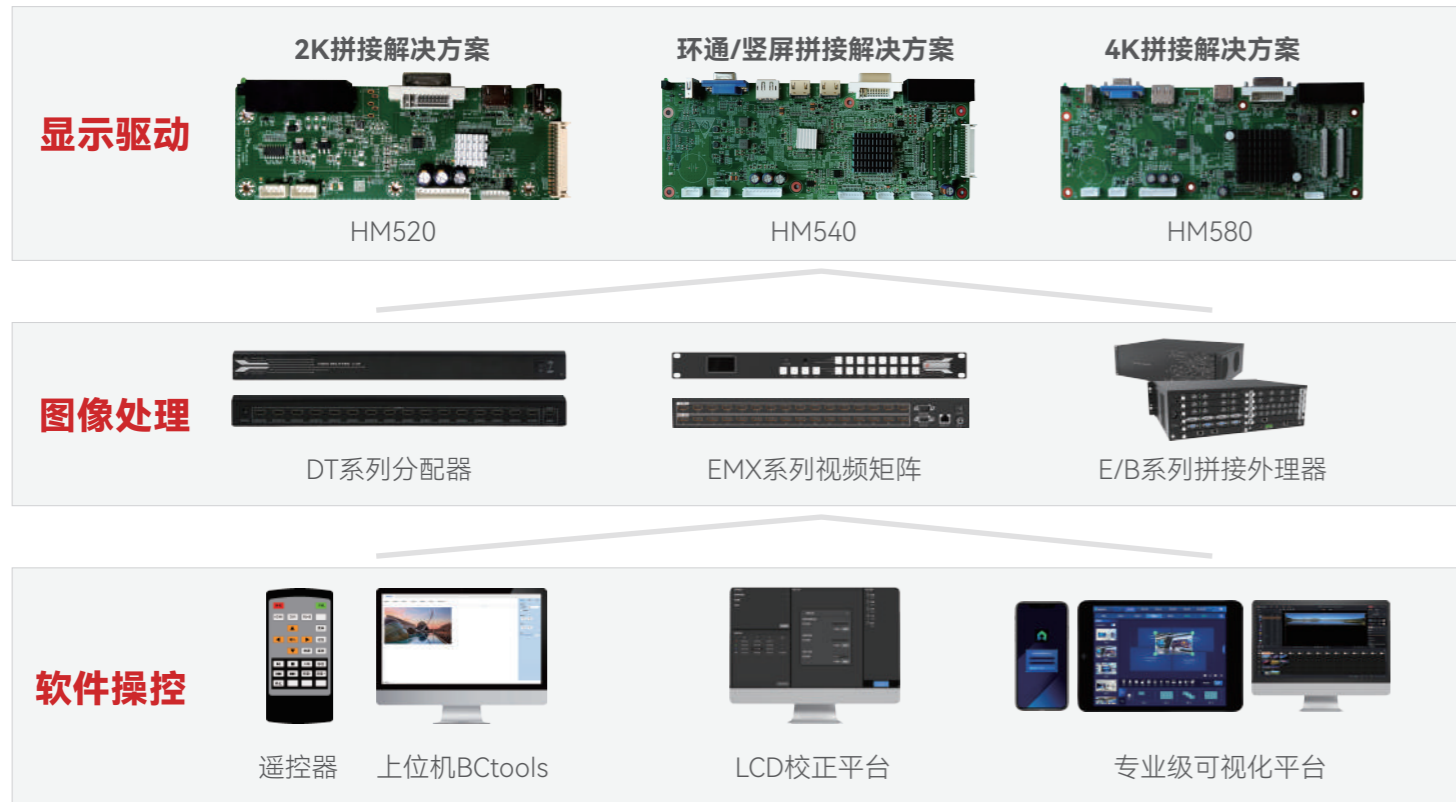 2K拼接解决方案
环通/竖屏拼接解决方案
4K拼接解决方案
显示驱动
HM520
HM540
HM580
图像处理
DT系列分配器
EMX系列视频矩阵
E/B系列拼接外理器
软件操控
遥控器
上位机BCtools
LCD校正平台
专业级可视化平台